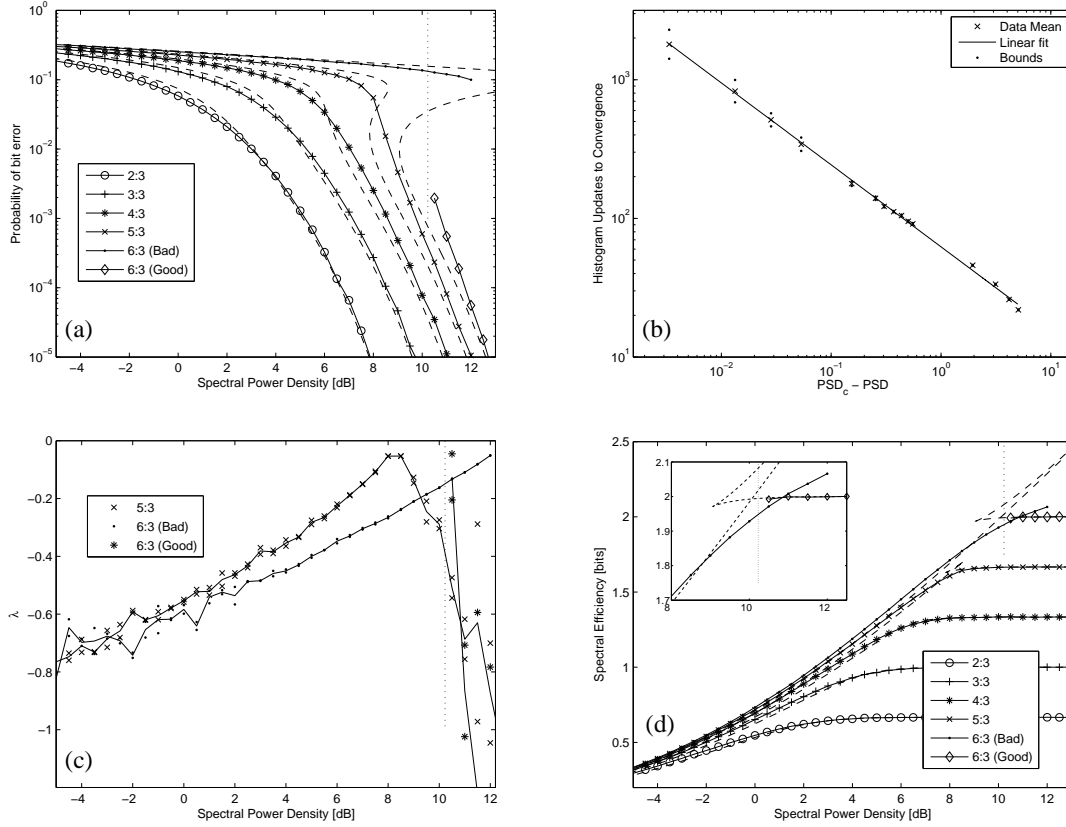 10^0
10^-1
10^-2
10^-3
10^-4
10^-5
Probability of bit error
2:3
3:3
4:3
5:3
6:3 (Bad)
6:3 (Good)
(a)
−4 −2 0 2 4 6 8 10 12
Spectral Power Density [dB]
10^3
10^2
10^1
Histogram Updates to Convergence
Data Mean
Linear fit
Bounds
(b)
10^-2 10^-1 10^0 10^1
PSD_c − PSD
0
−0.2
−0.4
−0.6
−0.8
−1
λ
5:3
6:3 (Bad)
6:3 (Good)
(c)
−4 −2 0 2 4 6 8 10 12
Spectral Power Density [dB]
2.5
2
1.5
1
0.5
Spectral Efficiency [bits]
2.1
2
1.9
1.8
1.7
8 10 12
2:3
3:3
4:3
5:3
6:3 (Bad)
6:3 (Good)
(d)
−4 −2 0 2 4 6 8 10 12
Spectral Power Density [dB]